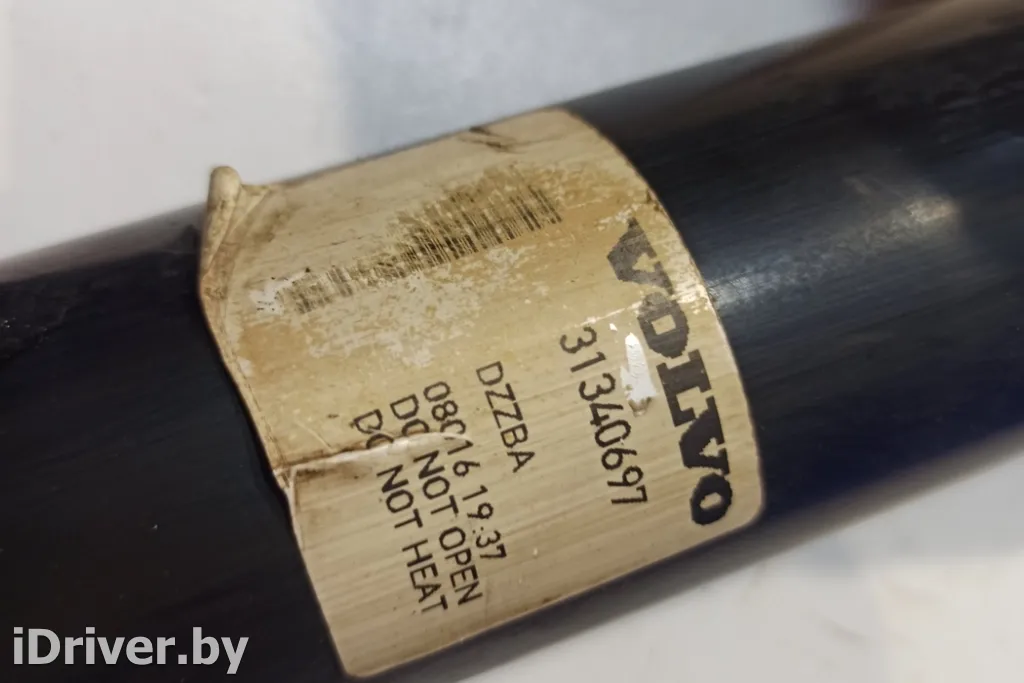 VOLVO
31340697
DZZBA
08016 19:37
DO NOT OPEN
DO NOT HEAT
iDriver.by